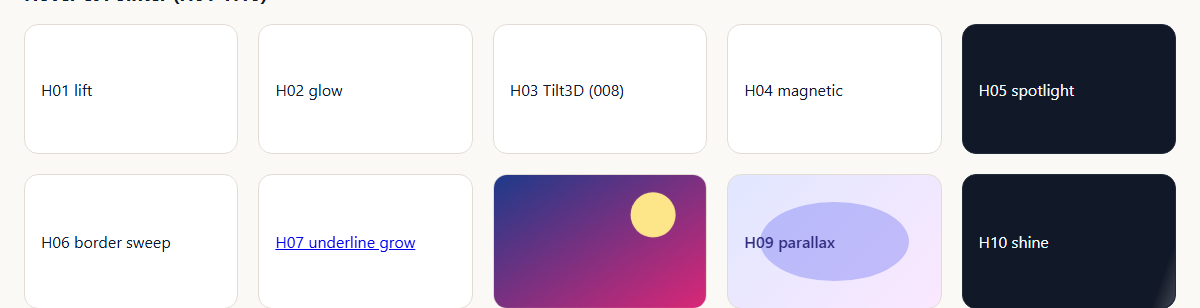 H01 lift
H02 glow
H03 Tilt3D (008)
H04 magnetic
H05 spotlight
H06 border sweep
H07 underline grow
H09 parallax
H10 shine